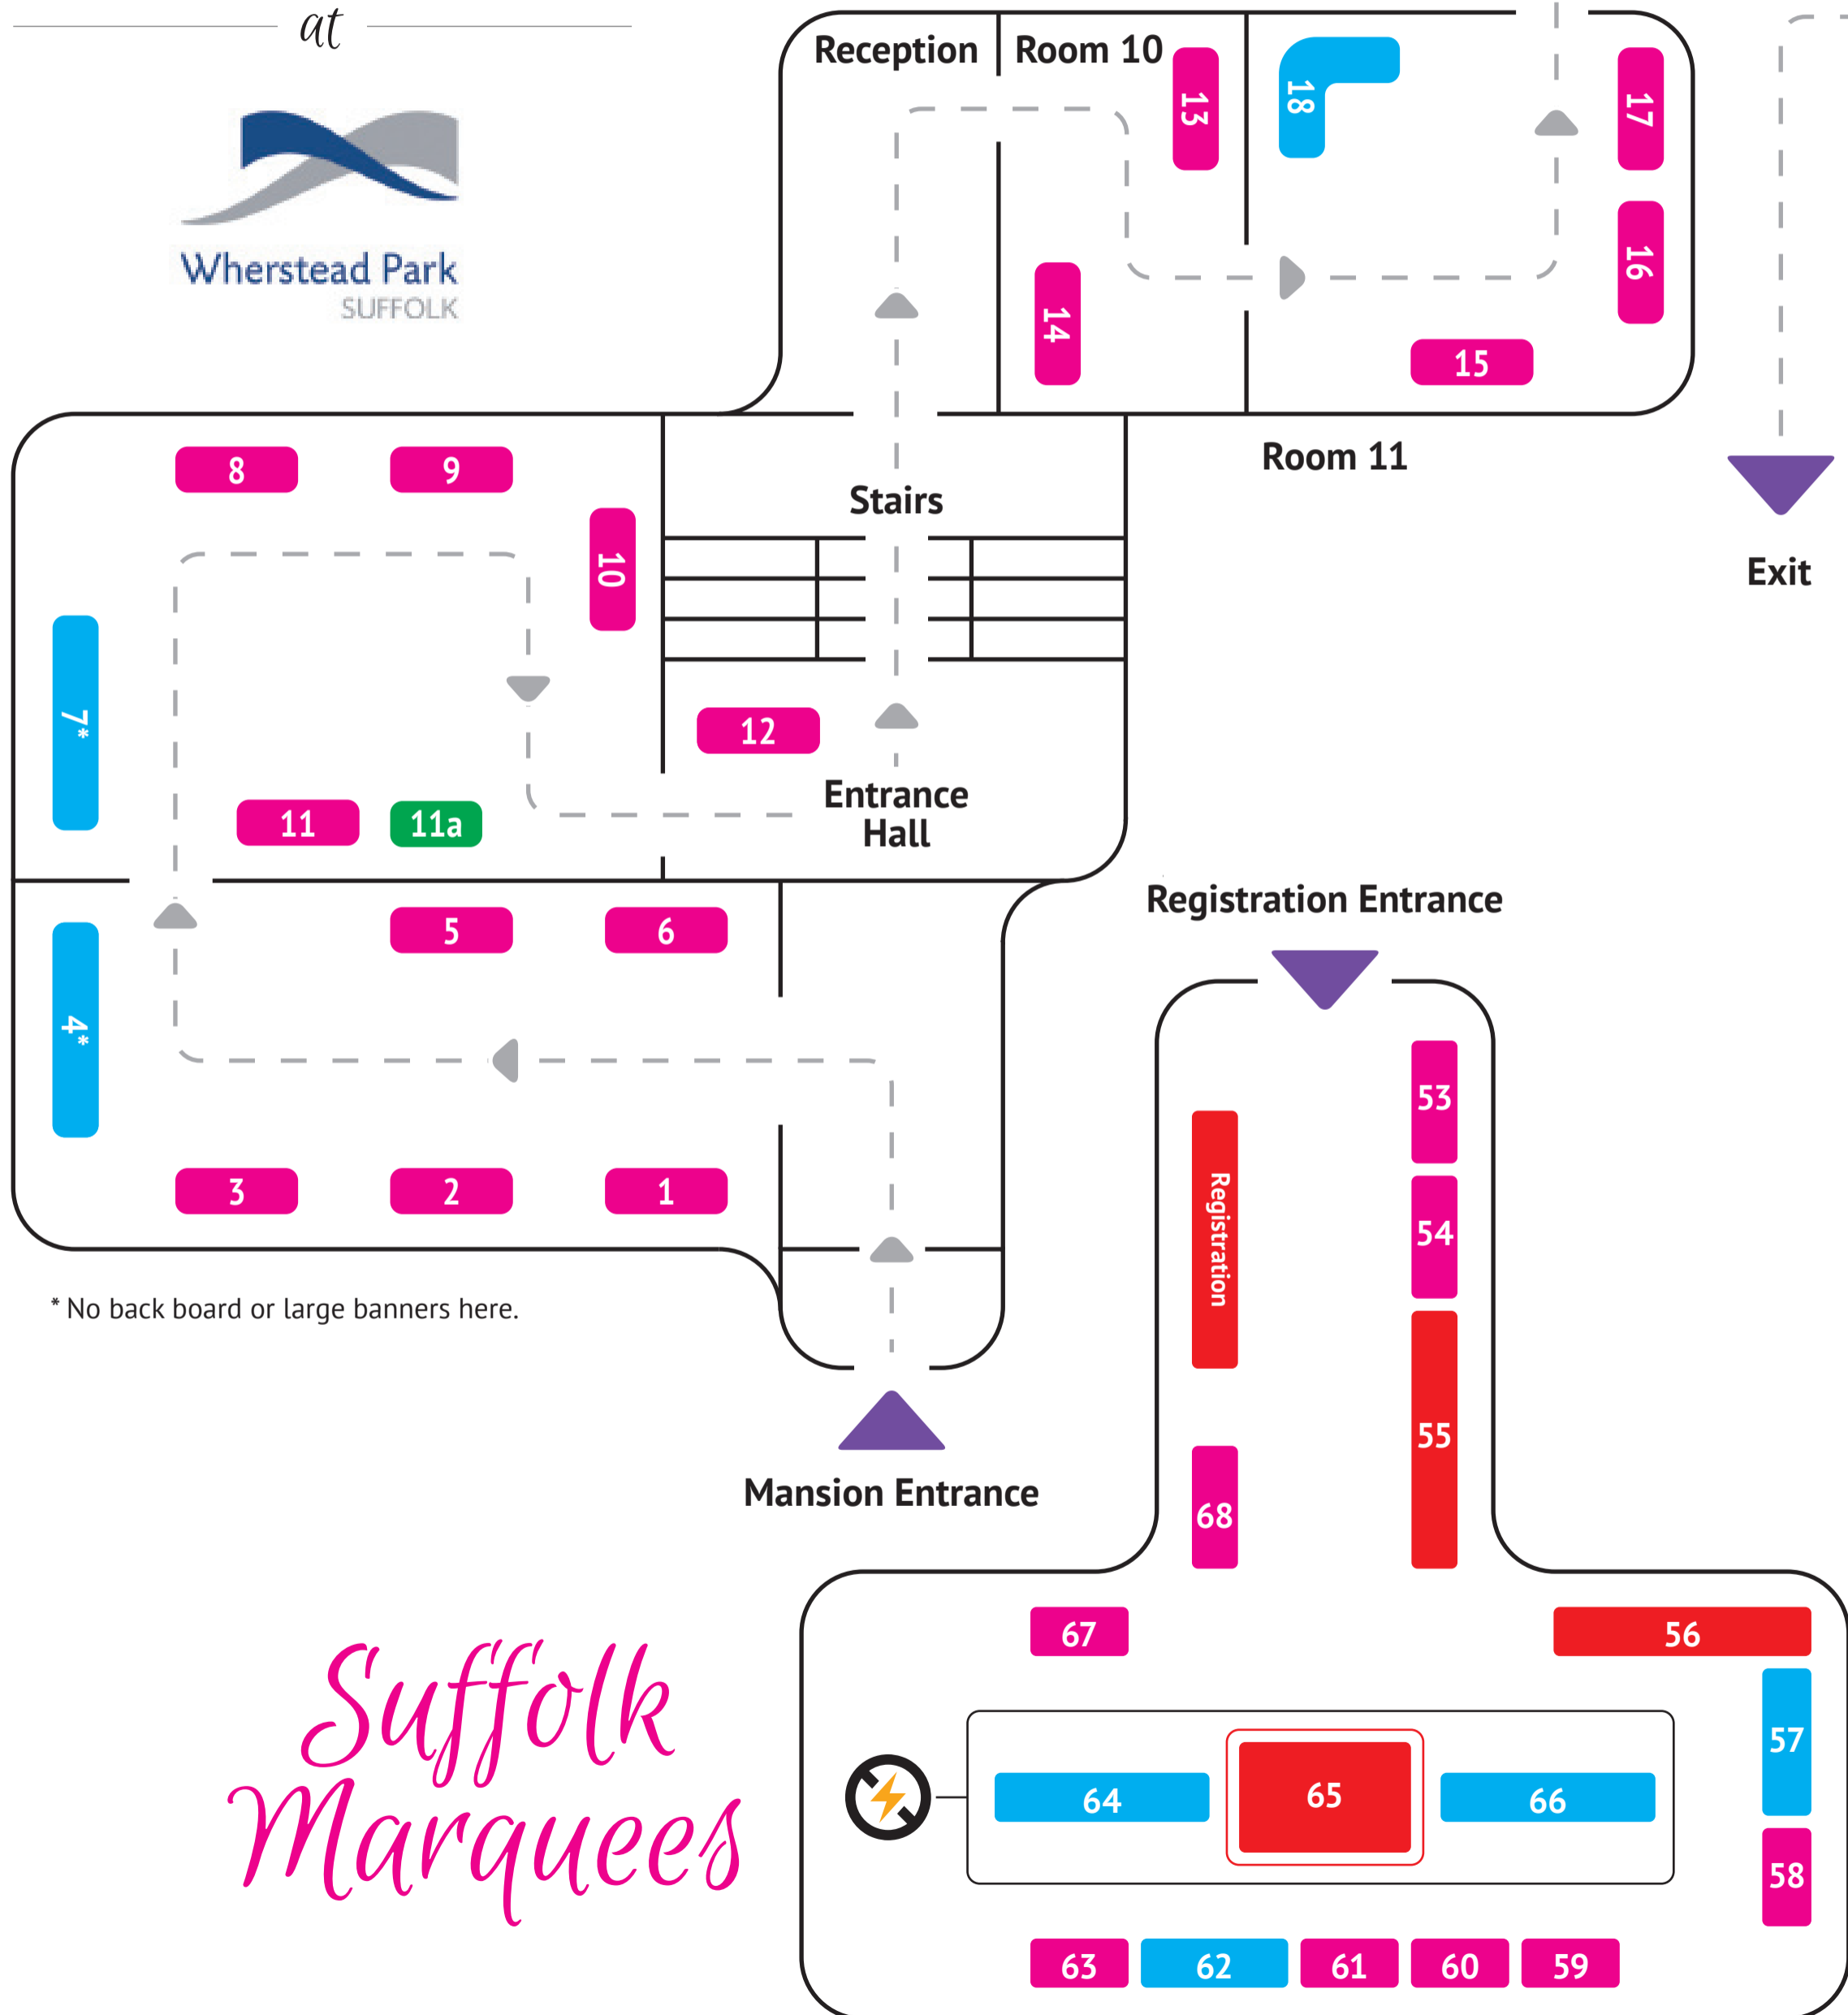 at
Wherstead Park
SUFFOLK
Reception
Room 10
13
14
18
17
16
15
Room 11
Exit
8
9
10
Stairs
7*
12
11
11a
Entrance
Hall
4*
5
6
3
2
1
* No back board or large banners here.
Mansion Entrance
Registration Entrance
53
Registration
54
55
68
67
56
57
64
65
66
58
63
62
61
60
59
Suffolk
Marquees